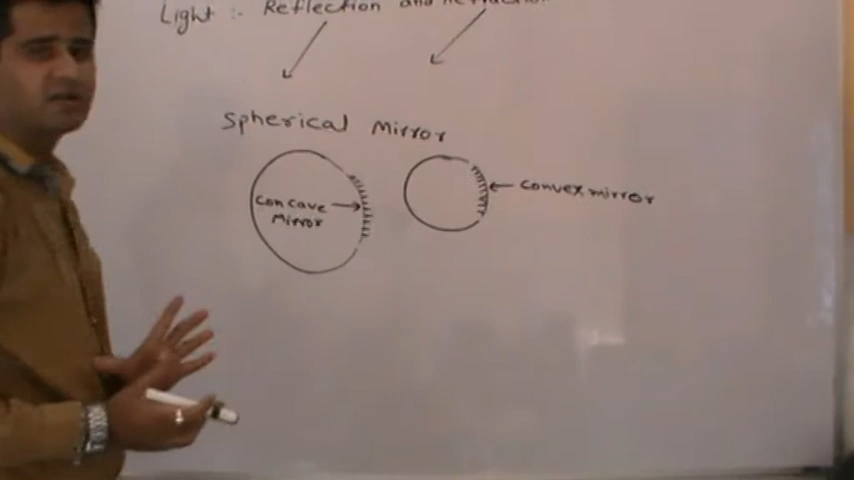 Light :- Reflection and Refraction
Spherical Mirror
Concave
Mirror
Convex mirror